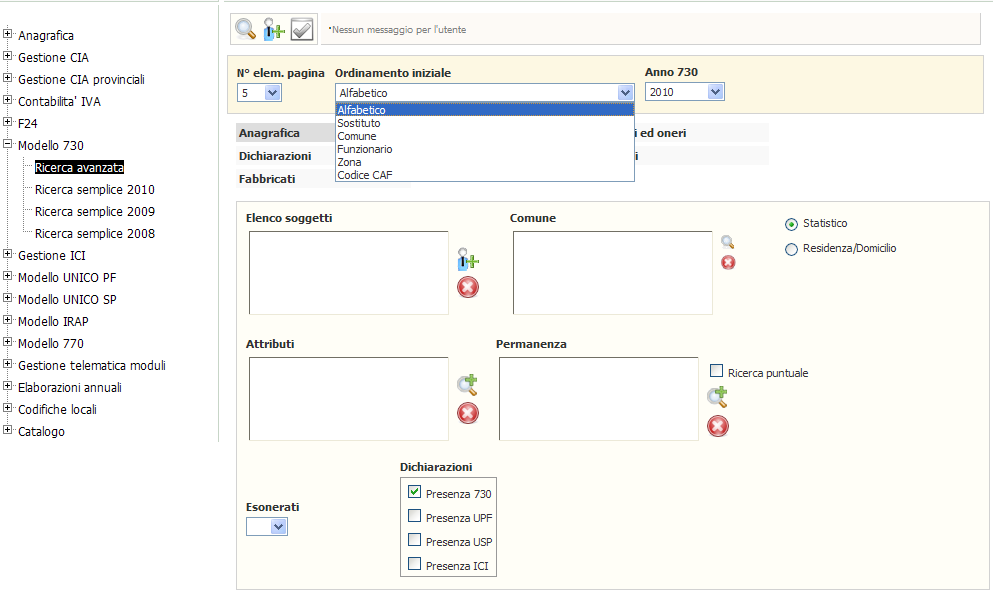 Anagrafica
Gestione CIA
Gestione CIA provinciali
Contabilita' IVA
F24
Modello 730
Ricerca avanzata
Ricerca semplice 2010
Ricerca semplice 2009
Ricerca semplice 2008
Gestione ICI
Modello UNICO PF
Modello UNICO SP
Modello IRAP
Modello 770
Gestione telematica moduli
Elaborazioni annuali
Codifiche locali
Catalogo
*Nessun messaggio per l'utente
N° elem. pagina Ordinamento iniziale Anno 730
5 Alfabetico 2010
Alfabetico
Sostituto
Comune
Funzionario
Zona
Codice CAF
Anagrafica i ed oneri
Dichiarazioni i
Fabbricati
Elenco soggetti Comune
Statistico
Residenza/Domicilio
Attributi Permanenza
Ricerca puntuale
Dichiarazioni
Presenza 730
Presenza UPF
Presenza USP
Presenza ICI
Esonerati